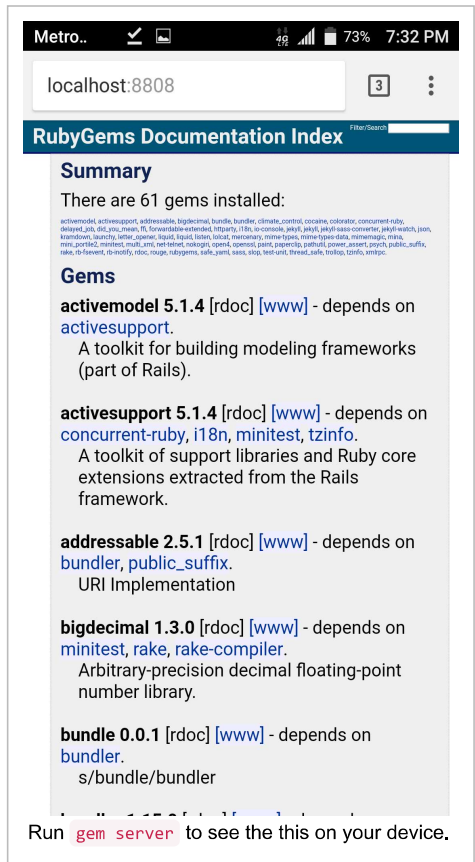 Metro.. 4G LTE 73% 7:32 PM
localhost:8808 3
RubyGems Documentation Index Filter/Search
Summary
There are 61 gems installed:
activemodel, activesupport, addressable, bigdecimal, bundle, bundler, climate_control, cocaine, colorator, concurrent-ruby,
delayed_job, did_you_mean, ffi, forwardable-extended, httparty, i18n, io-console, jekyll, jekyll, jekyll-sass-converter, jekyll-watch, json,
kramdown, launchy, letter_opener, liquid, liquid, listen, lolcat, mercenary, mime-types, mime-types-data, mimemagic, mina,
mini_portile2, minitest, multi_xml, net-telnet, nokogiri, open4, openssl, paint, paperclip, pathutil, power_assert, psych, public_suffix,
rake, rb-fsevent, rb-inotify, rdoc, rouge, rubygems, safe_yaml, sass, slop, test-unit, thread_safe, trollop, tzinfo, xmlrpc.
Gems
activemodel 5.1.4 [rdoc] [www] - depends on
activesupport.
A toolkit for building modeling frameworks
(part of Rails).
activesupport 5.1.4 [rdoc] [www] - depends on
concurrent-ruby, i18n, minitest, tzinfo.
A toolkit of support libraries and Ruby core
extensions extracted from the Rails
framework.
addressable 2.5.1 [rdoc] [www] - depends on
bundler, public_suffix.
URI Implementation
bigdecimal 1.3.0 [rdoc] [www] - depends on
minitest, rake, rake-compiler.
Arbitrary-precision decimal floating-point
number library.
bundle 0.0.1 [rdoc] [www] - depends on
bundler.
s/bundle/bundler
Run gem server to see the this on your device.